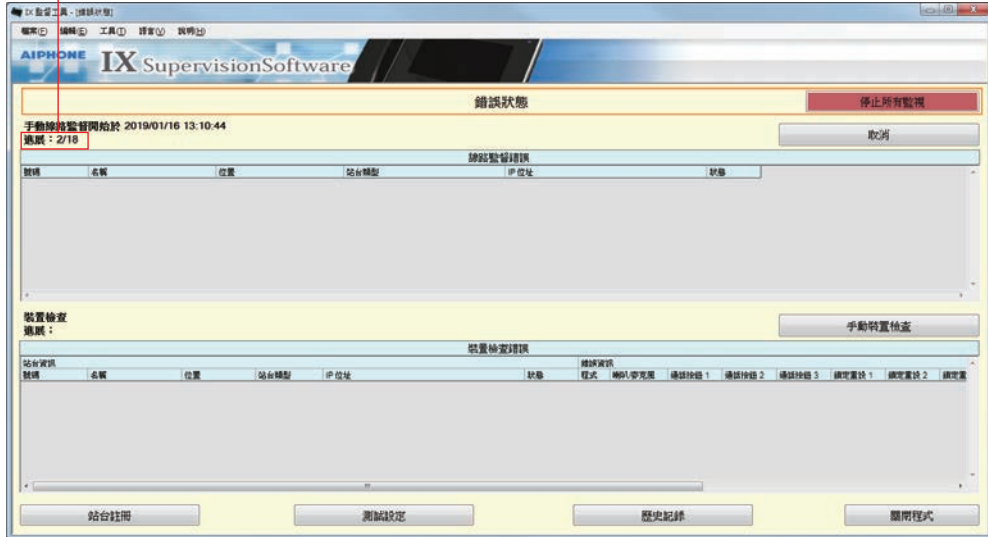 IX 監督工具 - [錯誤狀態]
檔案(F) 編輯(E) 工具(T) 語言(V) 說明(H)
AIPHONE IX SupervisionSoftware
錯誤狀態 停止所有監視
手動線路監督開始於 2019/01/16 13:10:44
進展：2/18 取消
線路監督錯誤
號碼 名稱 位置 站台類型 IP 位址 狀態
裝置檢查
進展： 手動裝置檢查
裝置檢查錯誤
站台資訊 錯誤資訊
號碼 名稱 位置 站台類型 IP 位址 狀態 程式 喇叭/麥克風 通話按鈕 1 通話按鈕 2 通話按鈕 3 鎖定重設 1 鎖定重設 2 鎖定重
站台註冊 測試設定 歷史記錄 關閉程式